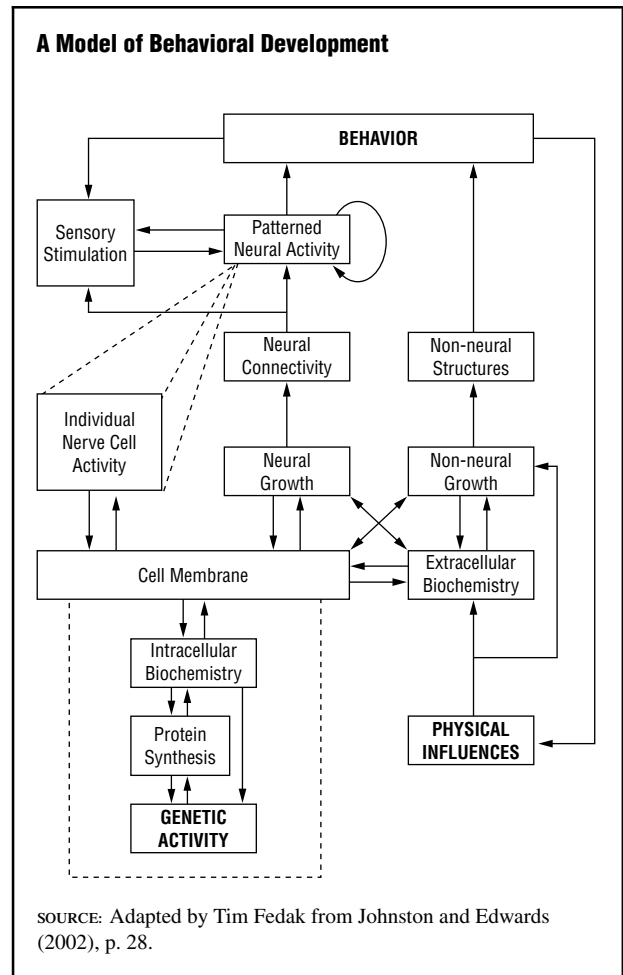 A Model of Behavioral Development
BEHAVIOR
Sensory
Stimulation
Patterned
Neural Activity
Neural
Connectivity
Non-neural
Structures
Individual
Nerve Cell
Activity
Neural
Growth
Non-neural
Growth
Cell Membrane
Extracellular
Biochemistry
Intracellular
Biochemistry
Protein
Synthesis
PHYSICAL
INFLUENCES
GENETIC
ACTIVITY
SOURCE: Adapted by Tim Fedak from Johnston and Edwards
(2002), p. 28.